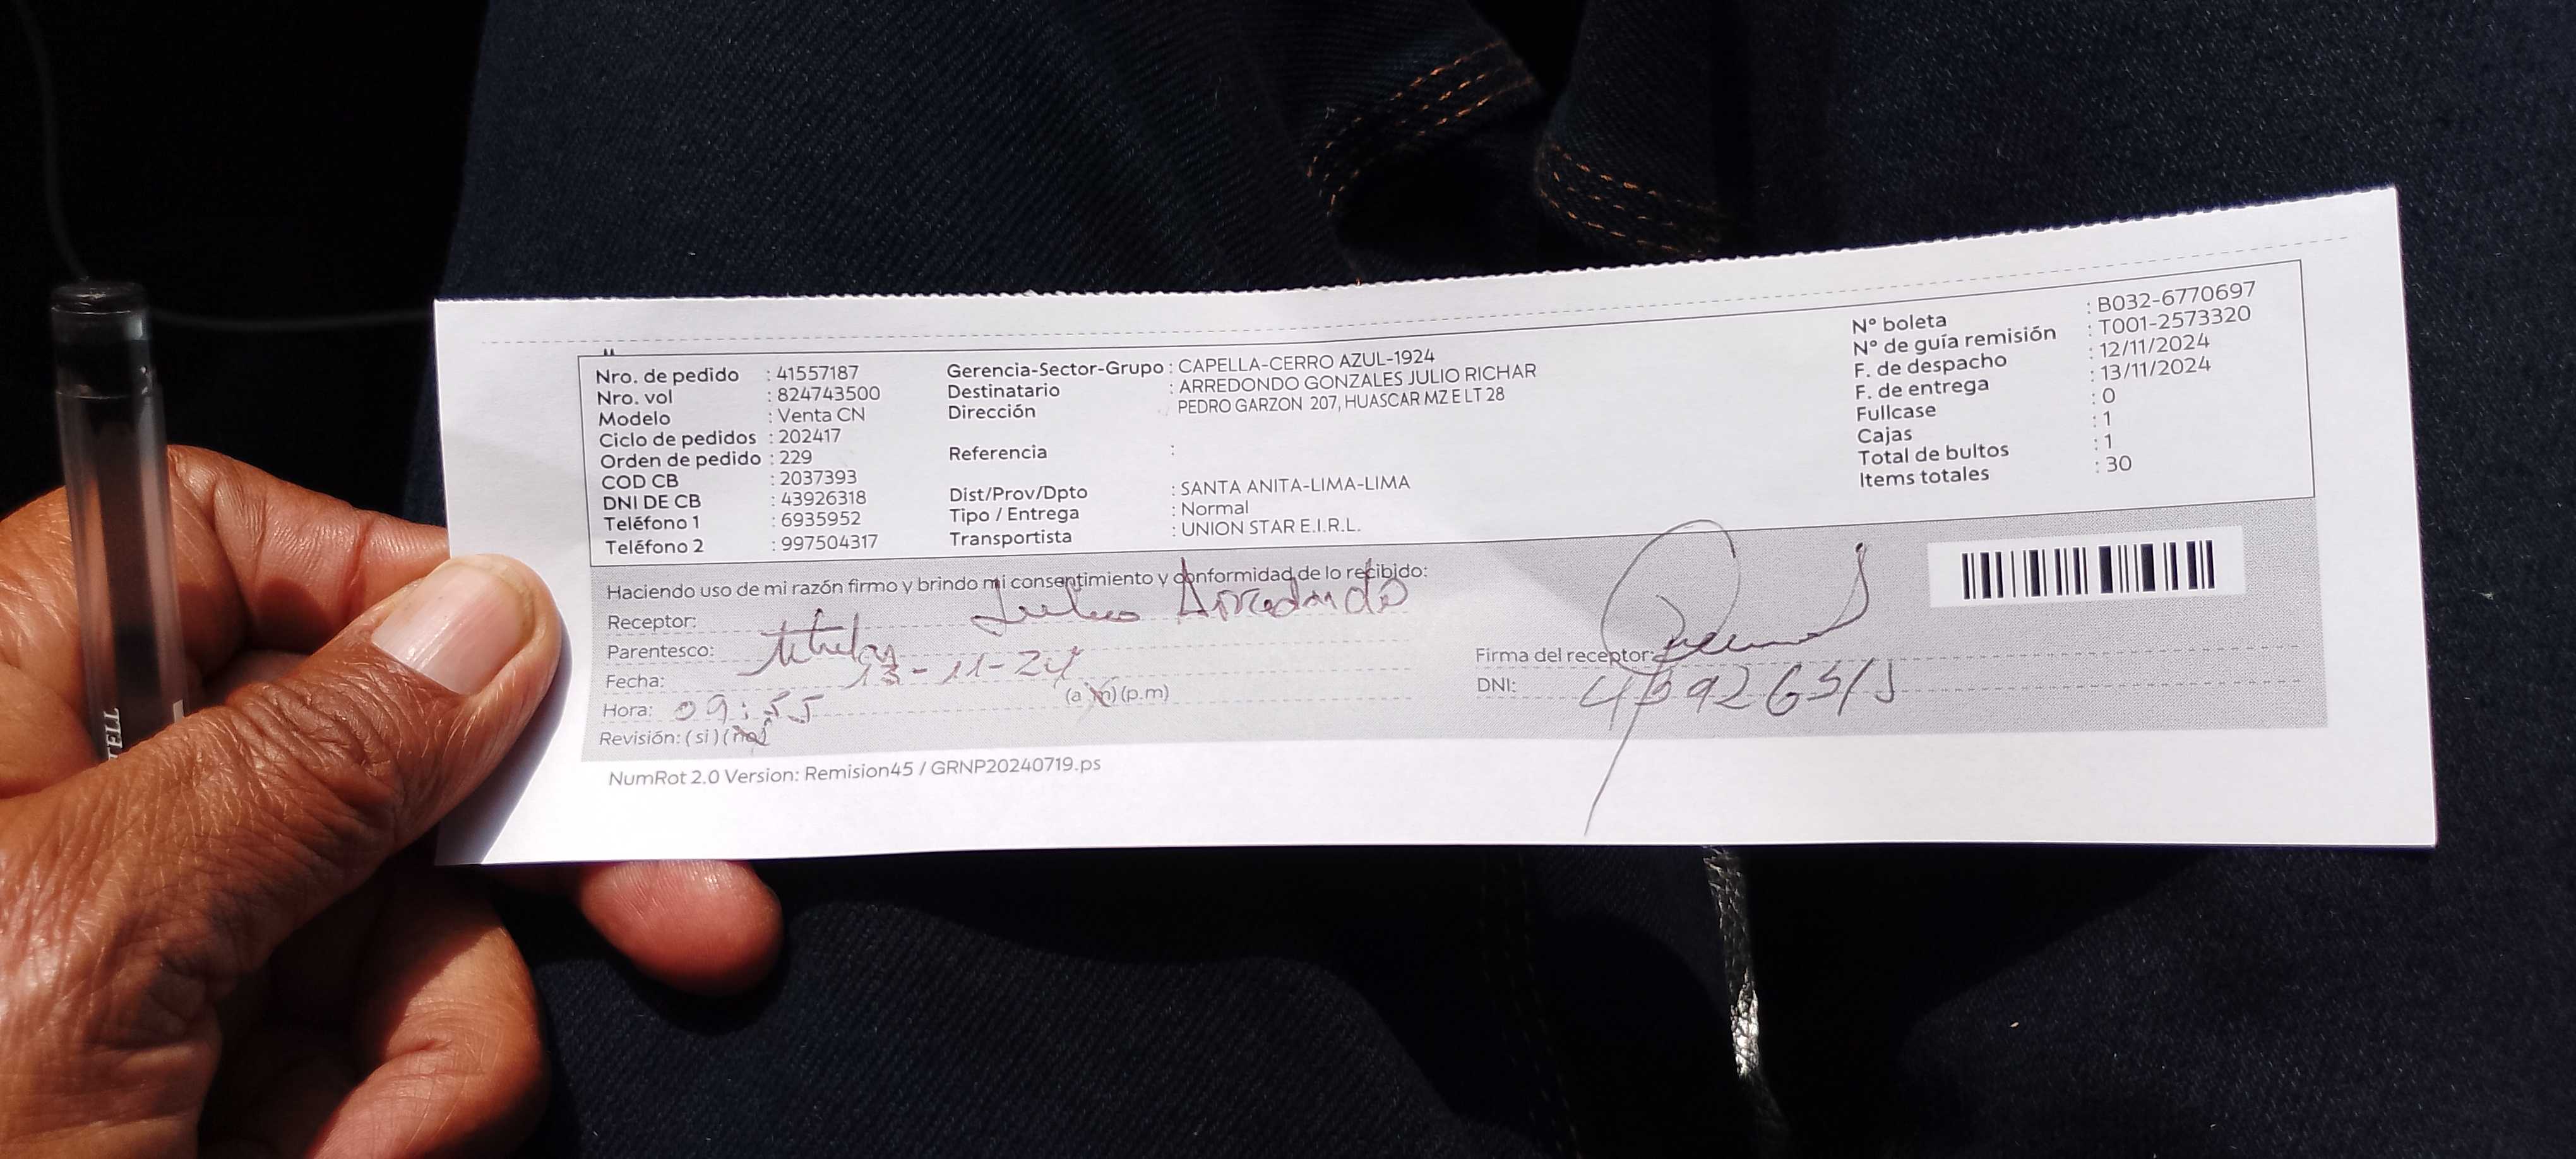 Nro. de pedido : 41557187
Nro. vol : 824743500
Modelo : Venta CN
Ciclo de pedidos : 202417
Orden de pedido : 229
COD CB : 2037393
DNI DE CB : 43926318
Teléfono 1 : 6935952
Teléfono 2 : 997504317
Gerencia-Sector-Grupo : CAPELLA-CERRO AZUL-1924
Destinatario : ARREDONDO GONZALES JULIO RICHAR
Dirección PEDRO GARZON 207, HUASCAR MZ E LT 28
Referencia :
Dist/Prov/Dpto : SANTA ANITA-LIMA-LIMA
Tipo / Entrega : Normal
Transportista : UNION STAR E.I.R.L.
N° boleta : B032-6770697
N° de guía remisión : T001-2573320
F. de despacho : 12/11/2024
F. de entrega : 13/11/2024
Fullcase : 0
Cajas : 1
Total de bultos : 1
Items totales : 30
Haciendo uso de mi razón firmo y brindo mi consentimiento y conformidad de lo recibido:
Receptor: Julio Arredondo
Parentesco: titular
Fecha: 13-11-24
Hora: 09:55 (a m) (p.m)
Revisión: (si) (no)
Firma del receptor:
DNI:
NumRot 2.0 Version: Remision45 / GRNP20240719.ps
TELL